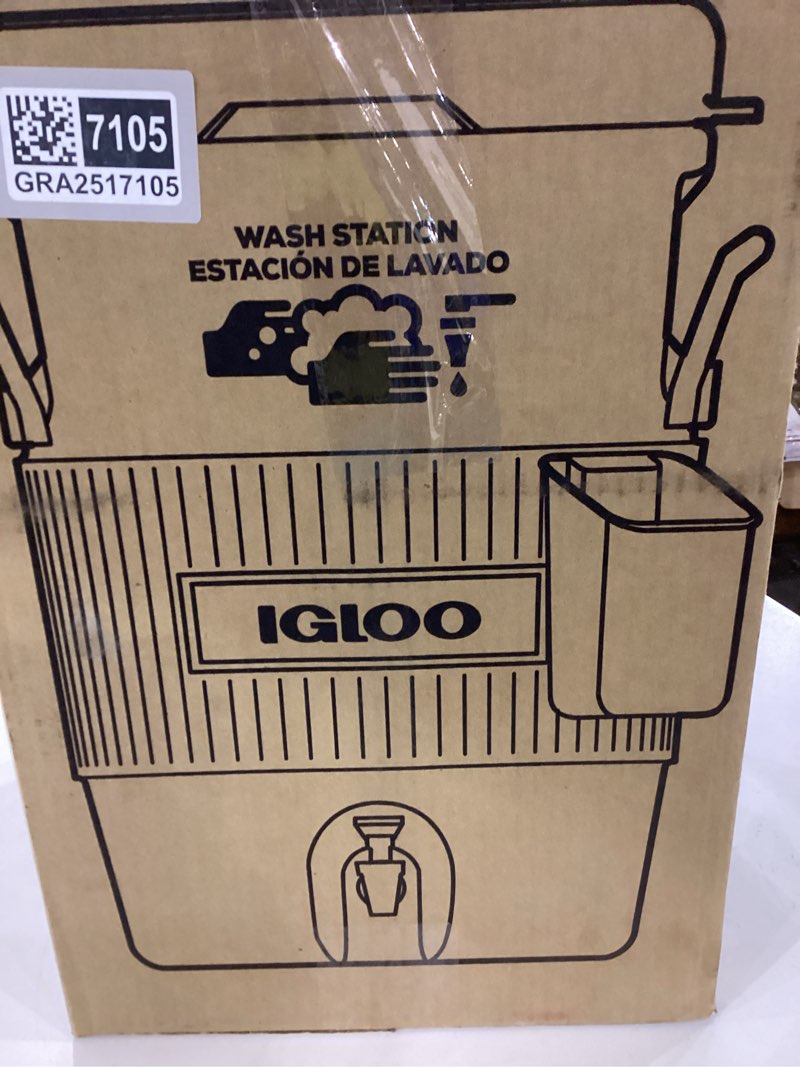 7105
GRA2517105
WASH STATION
ESTACIÓN DE LAVADO
IGLOO